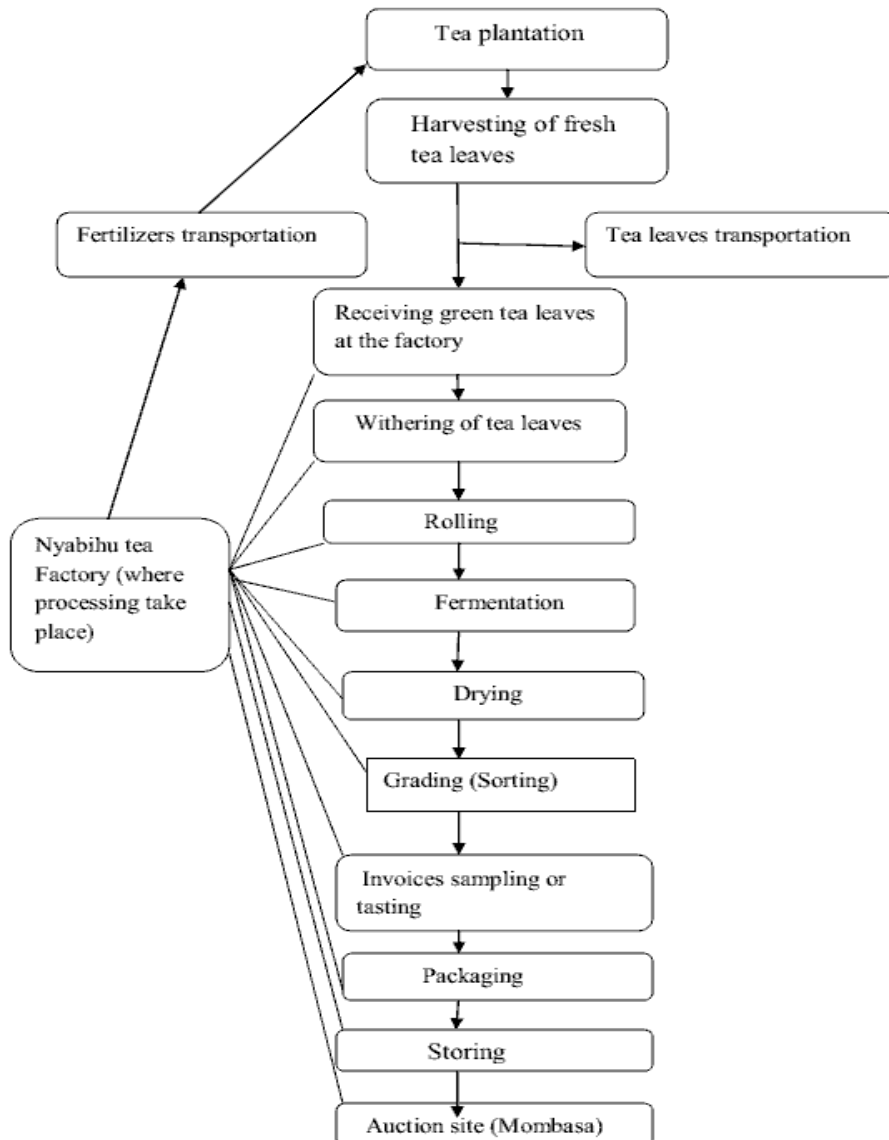 Tea plantation
Harvesting of fresh
tea leaves
Fertilizers transportation
Tea leaves transportation
Receiving green tea leaves
at the factory
Withering of tea leaves
Rolling
Nyabihu tea
Factory (where
processing take
place)
Fermentation
Drying
Grading (Sorting)
Invoices sampling or
tasting
Packaging
Storing
Auction site (Mombasa)